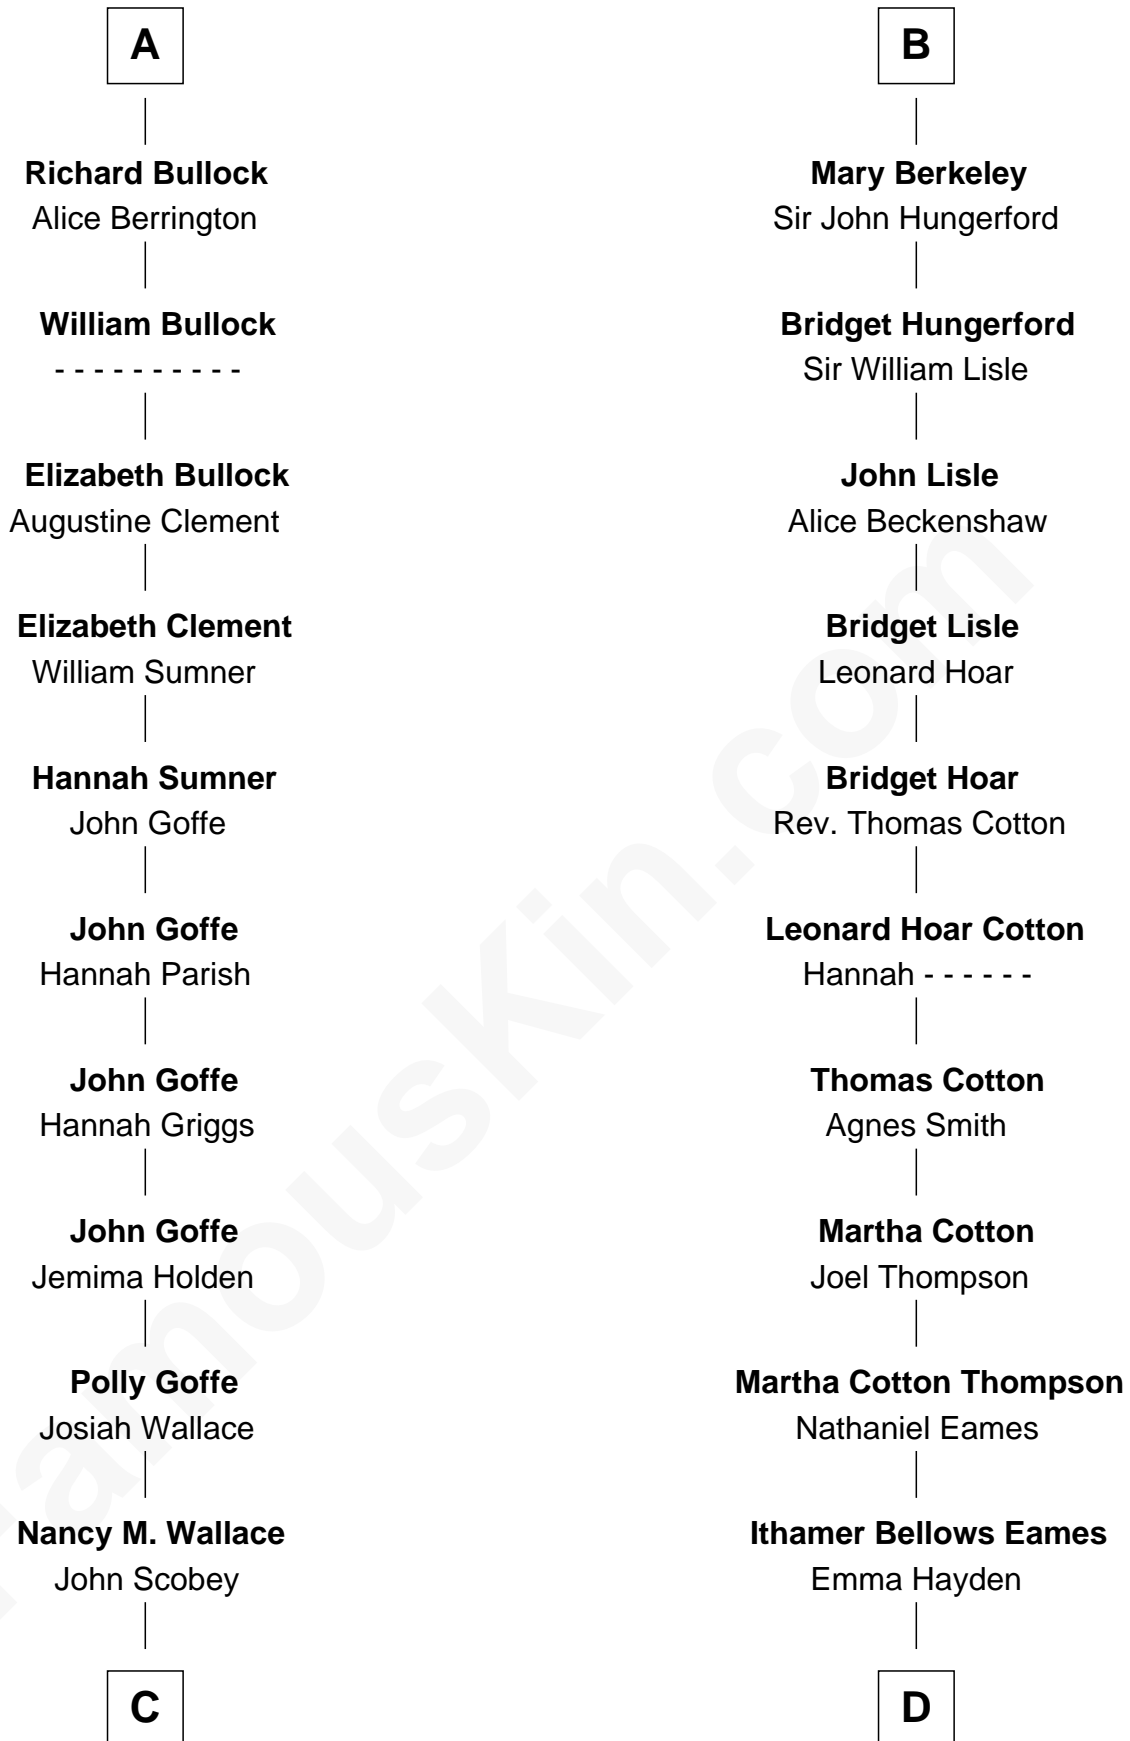 A
Richard Bullock
Alice Berrington
William Bullock
- - - - - - - - - -
Elizabeth Bullock
Augustine Clement
Elizabeth Clement
William Sumner
Hannah Sumner
John Goffe
John Goffe
Hannah Parish
John Goffe
Hannah Griggs
John Goffe
Jemima Holden
Polly Goffe
Josiah Wallace
Nancy M. Wallace
John Scobey
C
B
Mary Berkeley
Sir John Hungerford
Bridget Hungerford
Sir William Lisle
John Lisle
Alice Beckenshaw
Bridget Lisle
Leonard Hoar
Bridget Hoar
Rev. Thomas Cotton
Leonard Hoar Cotton
Hannah - - - - - -
Thomas Cotton
Agnes Smith
Martha Cotton
Joel Thompson
Martha Cotton Thompson
Nathaniel Eames
Ithamer Bellows Eames
Emma Hayden
D
FamousKin.com